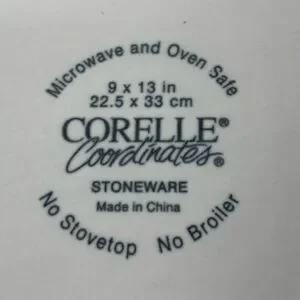 Microwave and Oven Safe
9 x 13 in
22.5 x 33 cm
CORELLE®
Coordinates®
STONEWARE
Made in China
No Stovetop No Broiler